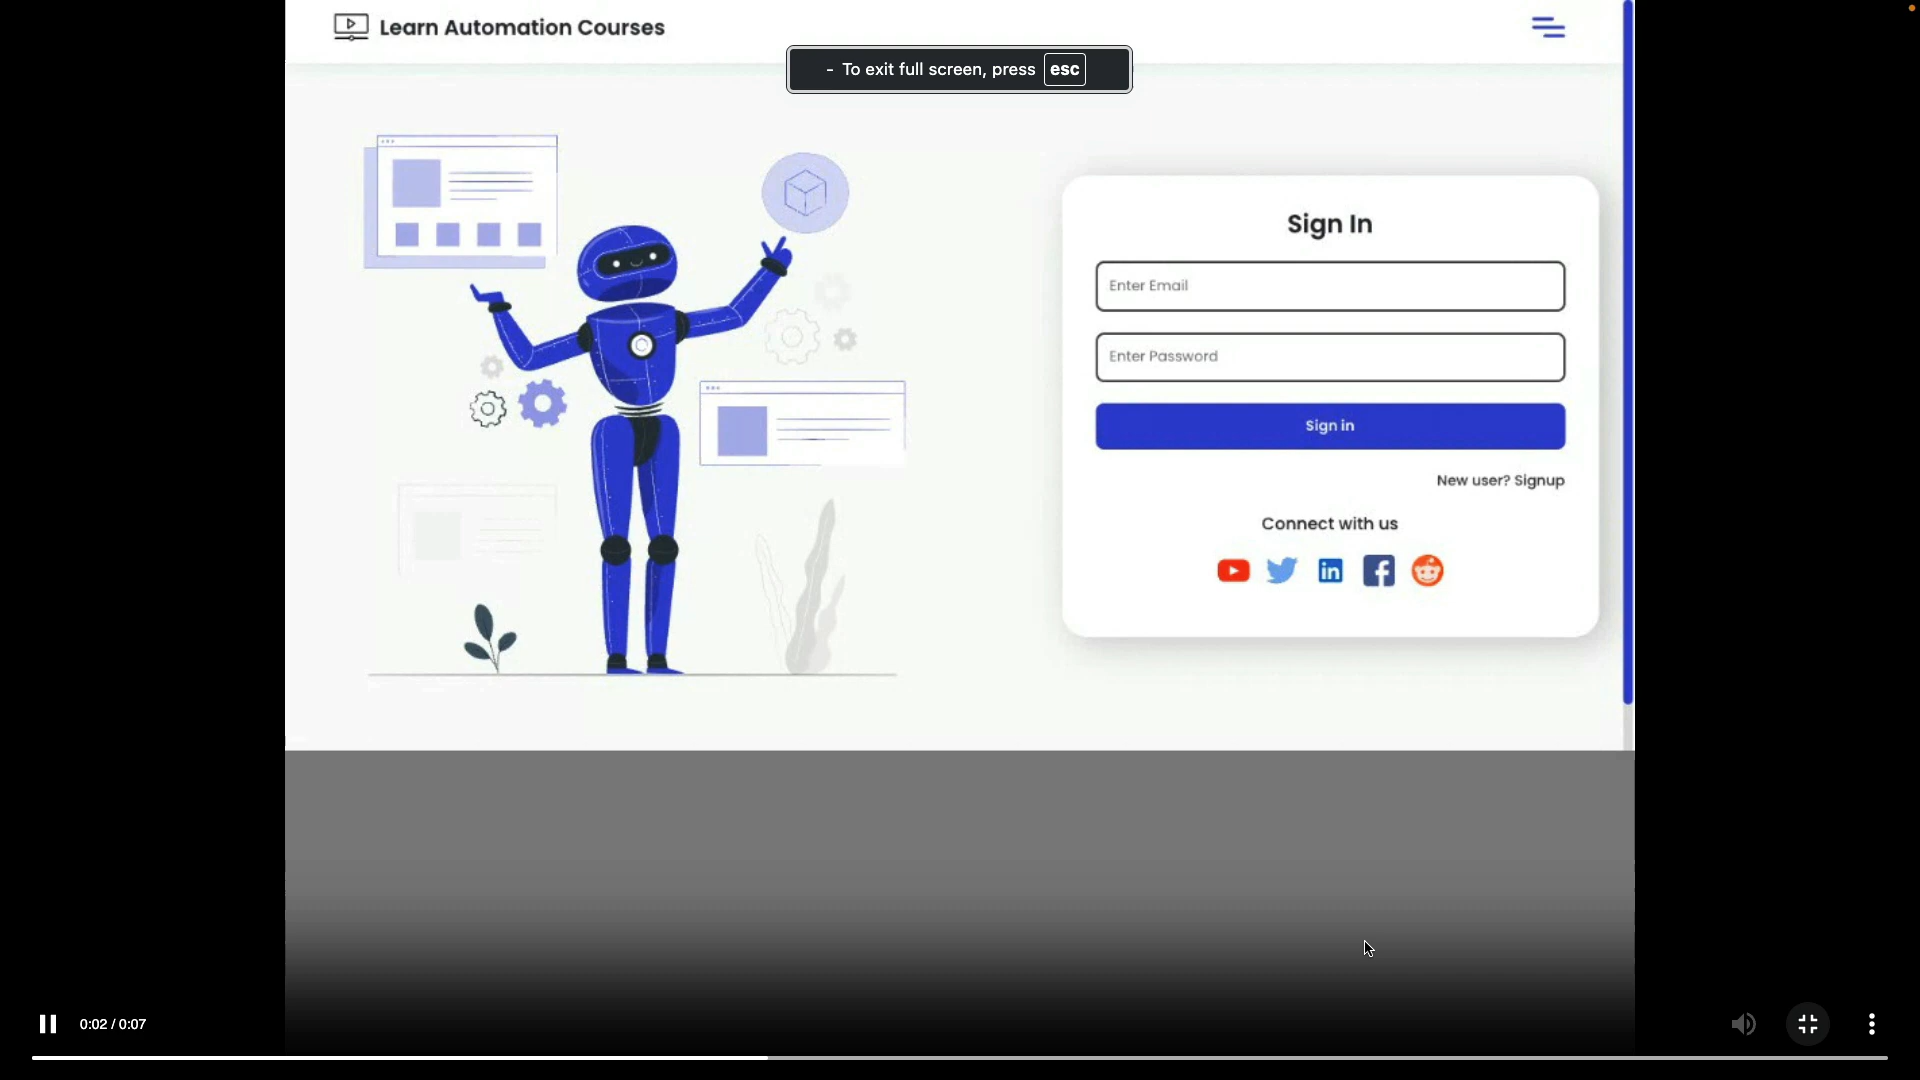 Learn Automation Courses
- To exit full screen, press esc
Sign In
Enter Email
Enter Password
Sign in
New user? Signup
Connect with us
in
f
0:02 / 0:07